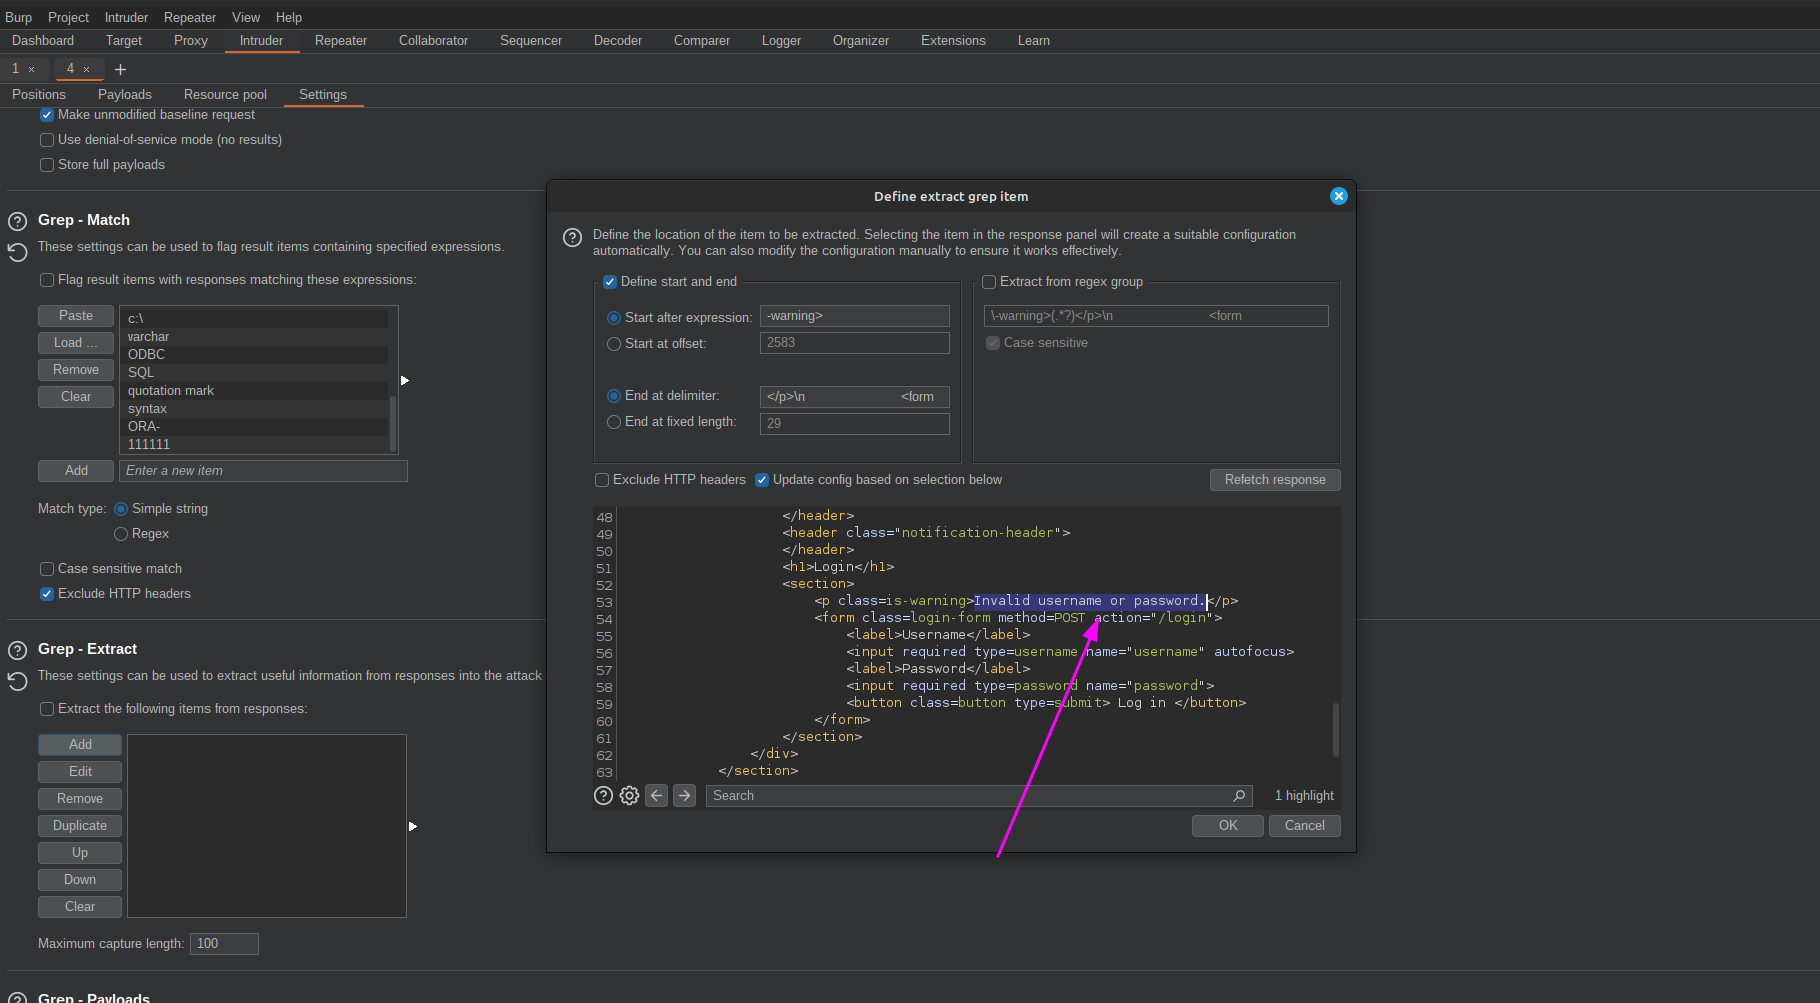 Burp Project Intruder Repeater View Help
Dashboard Target Proxy Intruder Repeater Collaborator Sequencer Decoder Comparer Logger Organizer Extensions Learn
1 × 4 × +
Positions Payloads Resource pool Settings
Make unmodified baseline request
Use denial-of-service mode (no results)
Store full payloads
Grep - Match
These settings can be used to flag result items containing specified expressions.
Flag result items with responses matching these expressions:
Paste
Load ...
Remove
Clear
c:\
varchar
ODBC
SQL
quotation mark
syntax
ORA-
111111
Add Enter a new item
Match type: Simple string
Regex
Case sensitive match
Exclude HTTP headers
Grep - Extract
These settings can be used to extract useful information from responses into the attack
Extract the following items from responses:
Add
Edit
Remove
Duplicate
Up
Down
Clear
Maximum capture length: 100
Grep - Payloads
Define extract grep item
Define the location of the item to be extracted. Selecting the item in the response panel will create a suitable configuration
automatically. You can also modify the configuration manually to ensure it works effectively.
Define start and end
Start after expression: -warning>
Start at offset: 2583
End at delimiter: </p>\n <form
End at fixed length: 29
Extract from regex group
\-warning>(.*?)</p>\n <form
Case sensitive
Exclude HTTP headers Update config based on selection below Refetch response
48 </header>
49 <header class="notification-header">
50 </header>
51 <h1>Login</h1>
52 <section>
53 <p class=is-warning>Invalid username or password.</p>
54 <form class=login-form method=POST action="/login">
55 <label>Username</label>
56 <input required type=username name="username" autofocus>
57 <label>Password</label>
58 <input required type=password name="password">
59 <button class=button type=submit> Log in </button>
60 </form>
61 </section>
62 </div>
63 </section>
Search 1 highlight
OK Cancel